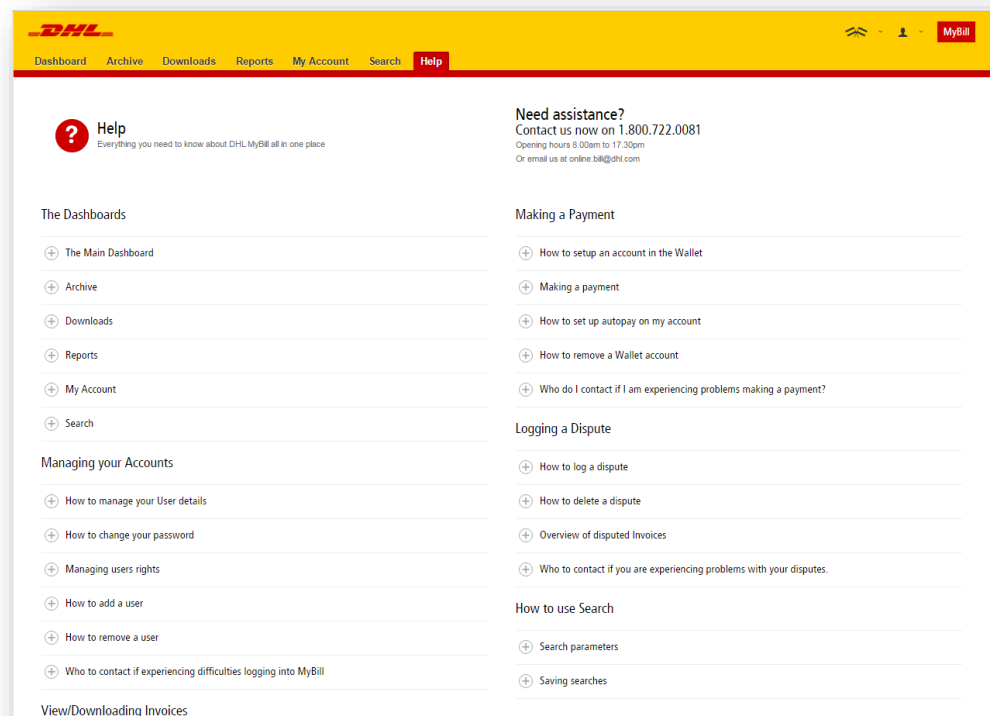 DHL
MyBill
Dashboard Archive Downloads Reports My Account Search Help
?
Help
Everything you need to know about DHL MyBill all in one place
Need assistance?
Contact us now on 1.800.722.0081
Opening hours 8.00am to 17.30pm
Or email us at online.bill@dhl.com
The Dashboards
The Main Dashboard
Archive
Downloads
Reports
My Account
Search
Managing your Accounts
How to manage your User details
How to change your password
Managing users rights
How to add a user
How to remove a user
Who to contact if experiencing difficulties logging into MyBill
View/Downloading Invoices
Making a Payment
How to setup an account in the Wallet
Making a payment
How to set up autopay on my account
How to remove a Wallet account
Who do I contact if I am experiencing problems making a payment?
Logging a Dispute
How to log a dispute
How to delete a dispute
Overview of disputed Invoices
Who to contact if you are experiencing problems with your disputes.
How to use Search
Search parameters
Saving searches